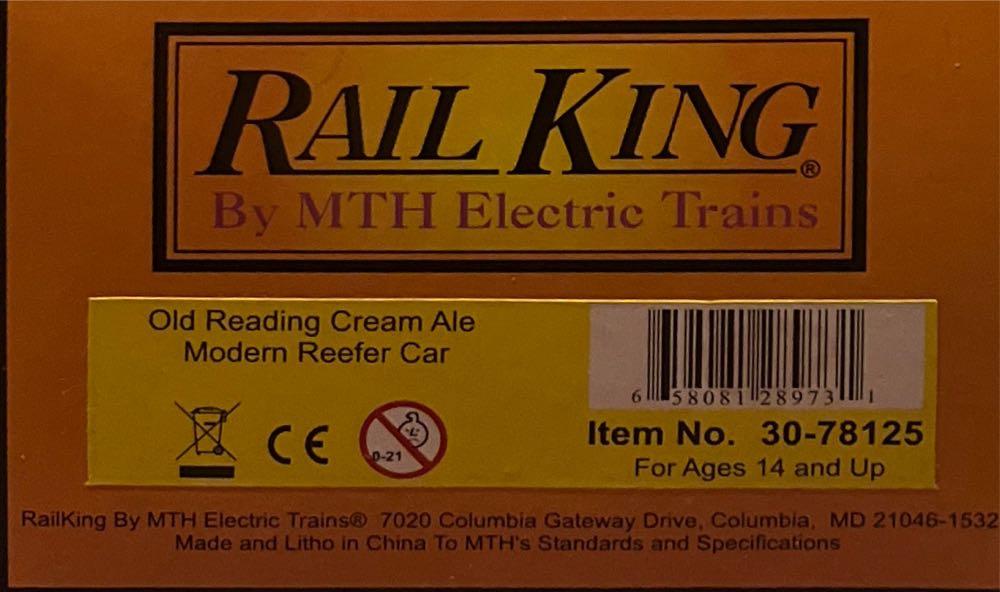 RAIL KING®
By MTH Electric Trains
Old Reading Cream Ale
Modern Reefer Car
6 58081 28973 1
CE
0-21
Item No. 30-78125
For Ages 14 and Up
RailKing By MTH Electric Trains® 7020 Columbia Gateway Drive, Columbia, MD 21046-1532
Made and Litho in China To MTH's Standards and Specifications